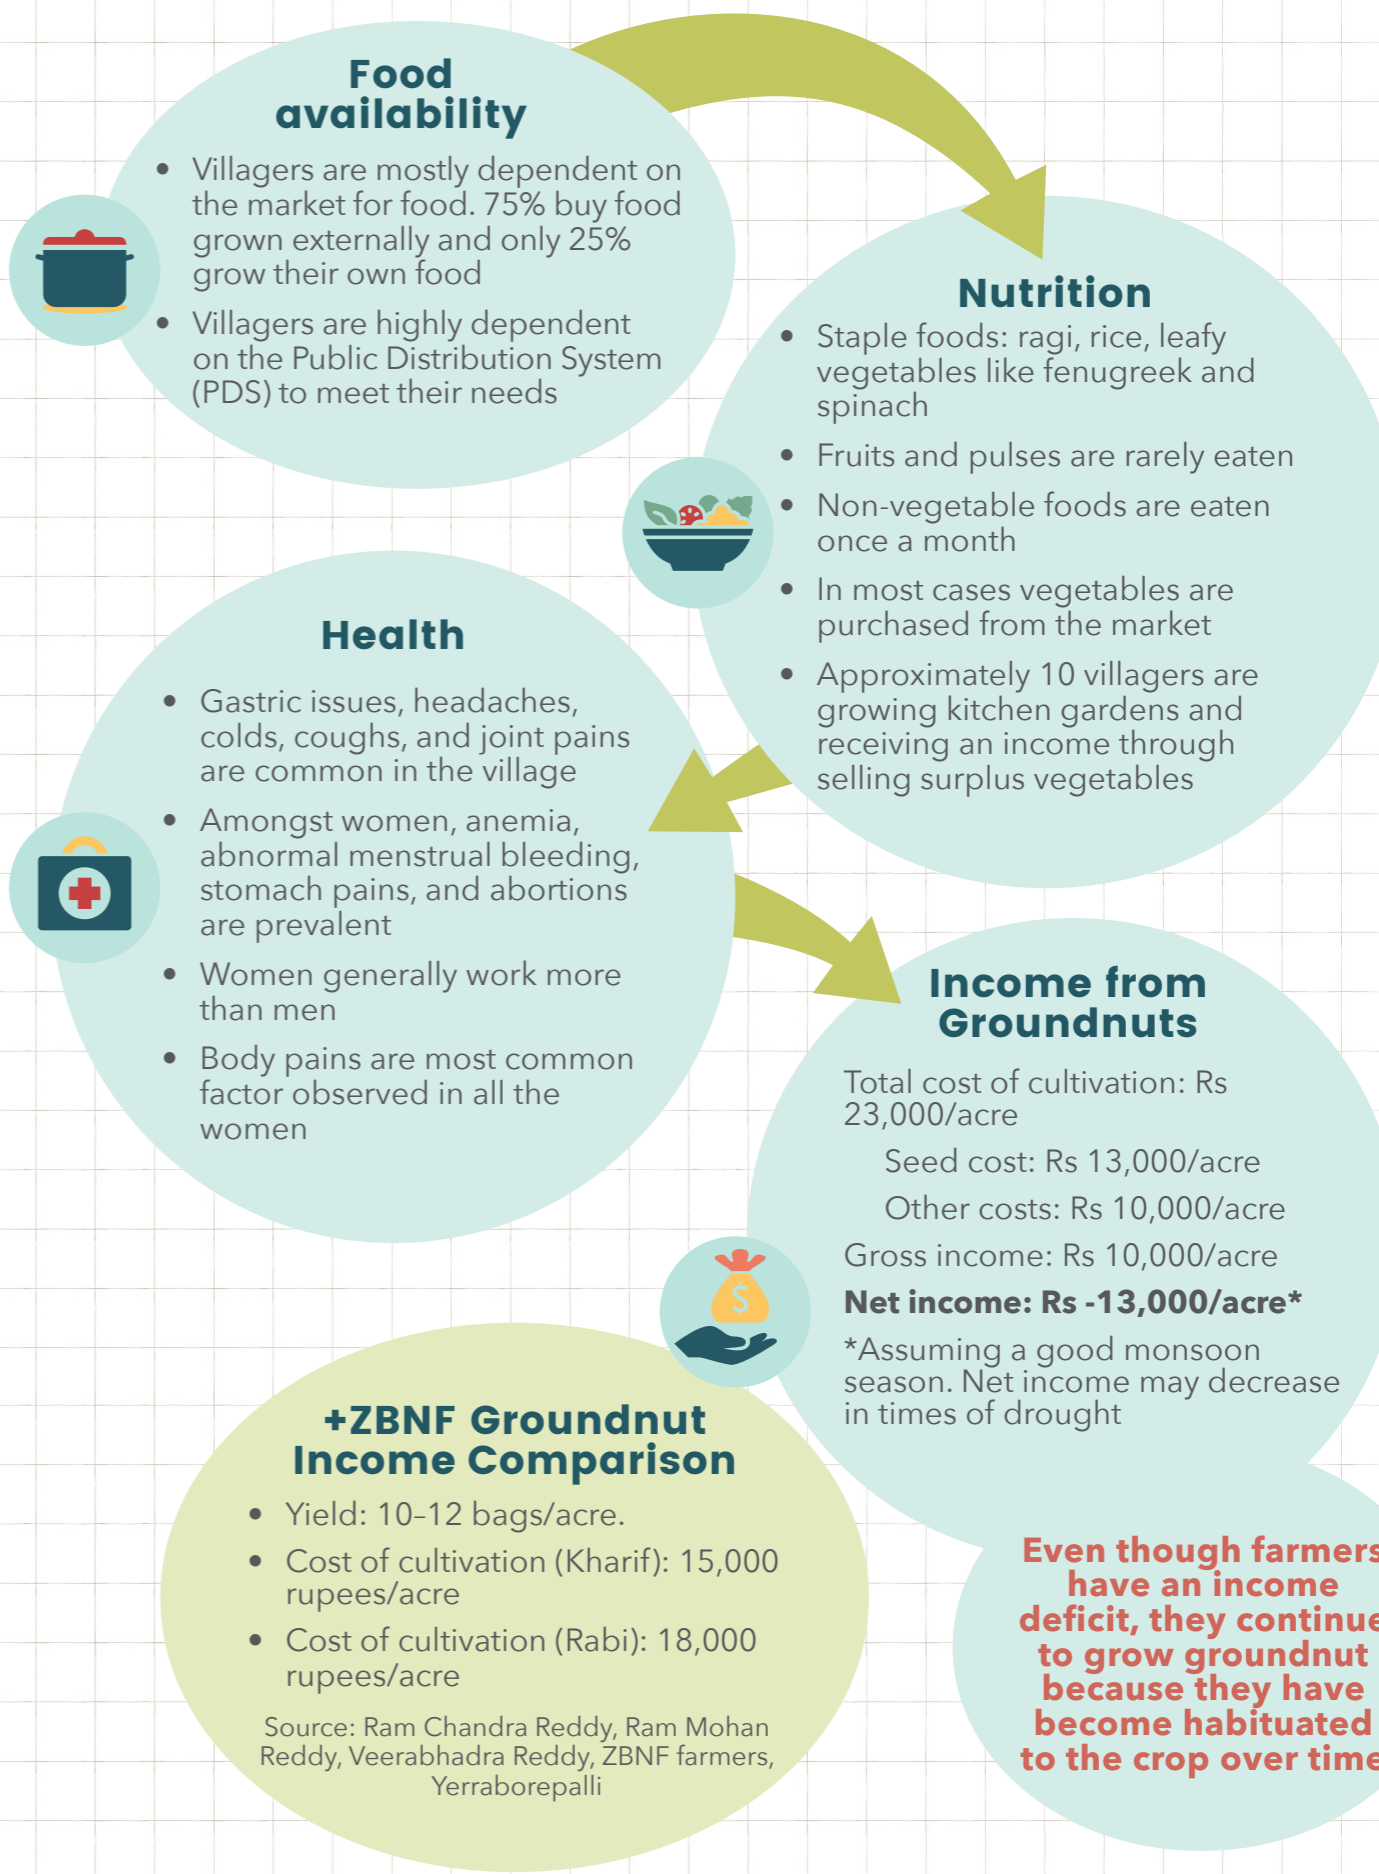 Food
availability
• Villagers are mostly dependent on
the market for food. 75% buy food
grown externally and only 25%
grow their own food
• Villagers are highly dependent
on the Public Distribution System
(PDS) to meet their needs
Nutrition
• Staple foods: ragi, rice, leafy
vegetables like fenugreek and
spinach
• Fruits and pulses are rarely eaten
• Non-vegetable foods are eaten
once a month
• In most cases vegetables are
purchased from the market
• Approximately 10 villagers are
growing kitchen gardens and
receiving an income through
selling surplus vegetables
Health
• Gastric issues, headaches,
colds, coughs, and joint pains
are common in the village
• Amongst women, anemia,
abnormal menstrual bleeding,
stomach pains, and abortions
are prevalent
• Women generally work more
than men
• Body pains are most common
factor observed in all the
women
Income from
Groundnuts
Total cost of cultivation: Rs
23,000/acre
Seed cost: Rs 13,000/acre
Other costs: Rs 10,000/acre
Gross income: Rs 10,000/acre
Net income: Rs -13,000/acre*
*Assuming a good monsoon
season. Net income may decrease
in times of drought
$
+ZBNF Groundnut
Income Comparison
• Yield: 10–12 bags/acre.
• Cost of cultivation (Kharif): 15,000
rupees/acre
• Cost of cultivation (Rabi): 18,000
rupees/acre
Source: Ram Chandra Reddy, Ram Mohan
Reddy, Veerabhadra Reddy, ZBNF farmers,
Yerraborepalli
Even though farmers
have an income
deficit, they continue
to grow groundnut
because they have
become habituated
to the crop over time